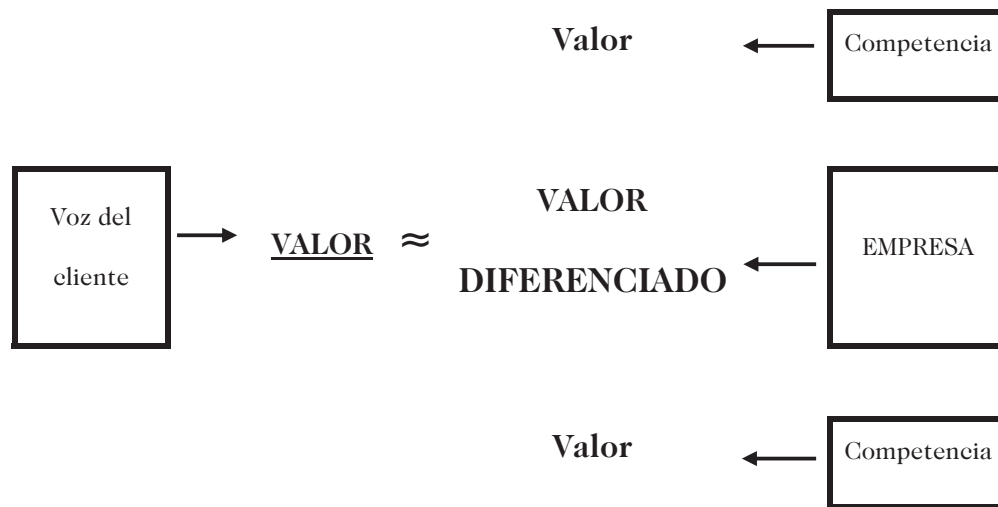 Valor
Competencia
Voz del
cliente
VALOR ≈
VALOR
DIFERENCIADO
EMPRESA
Valor
Competencia